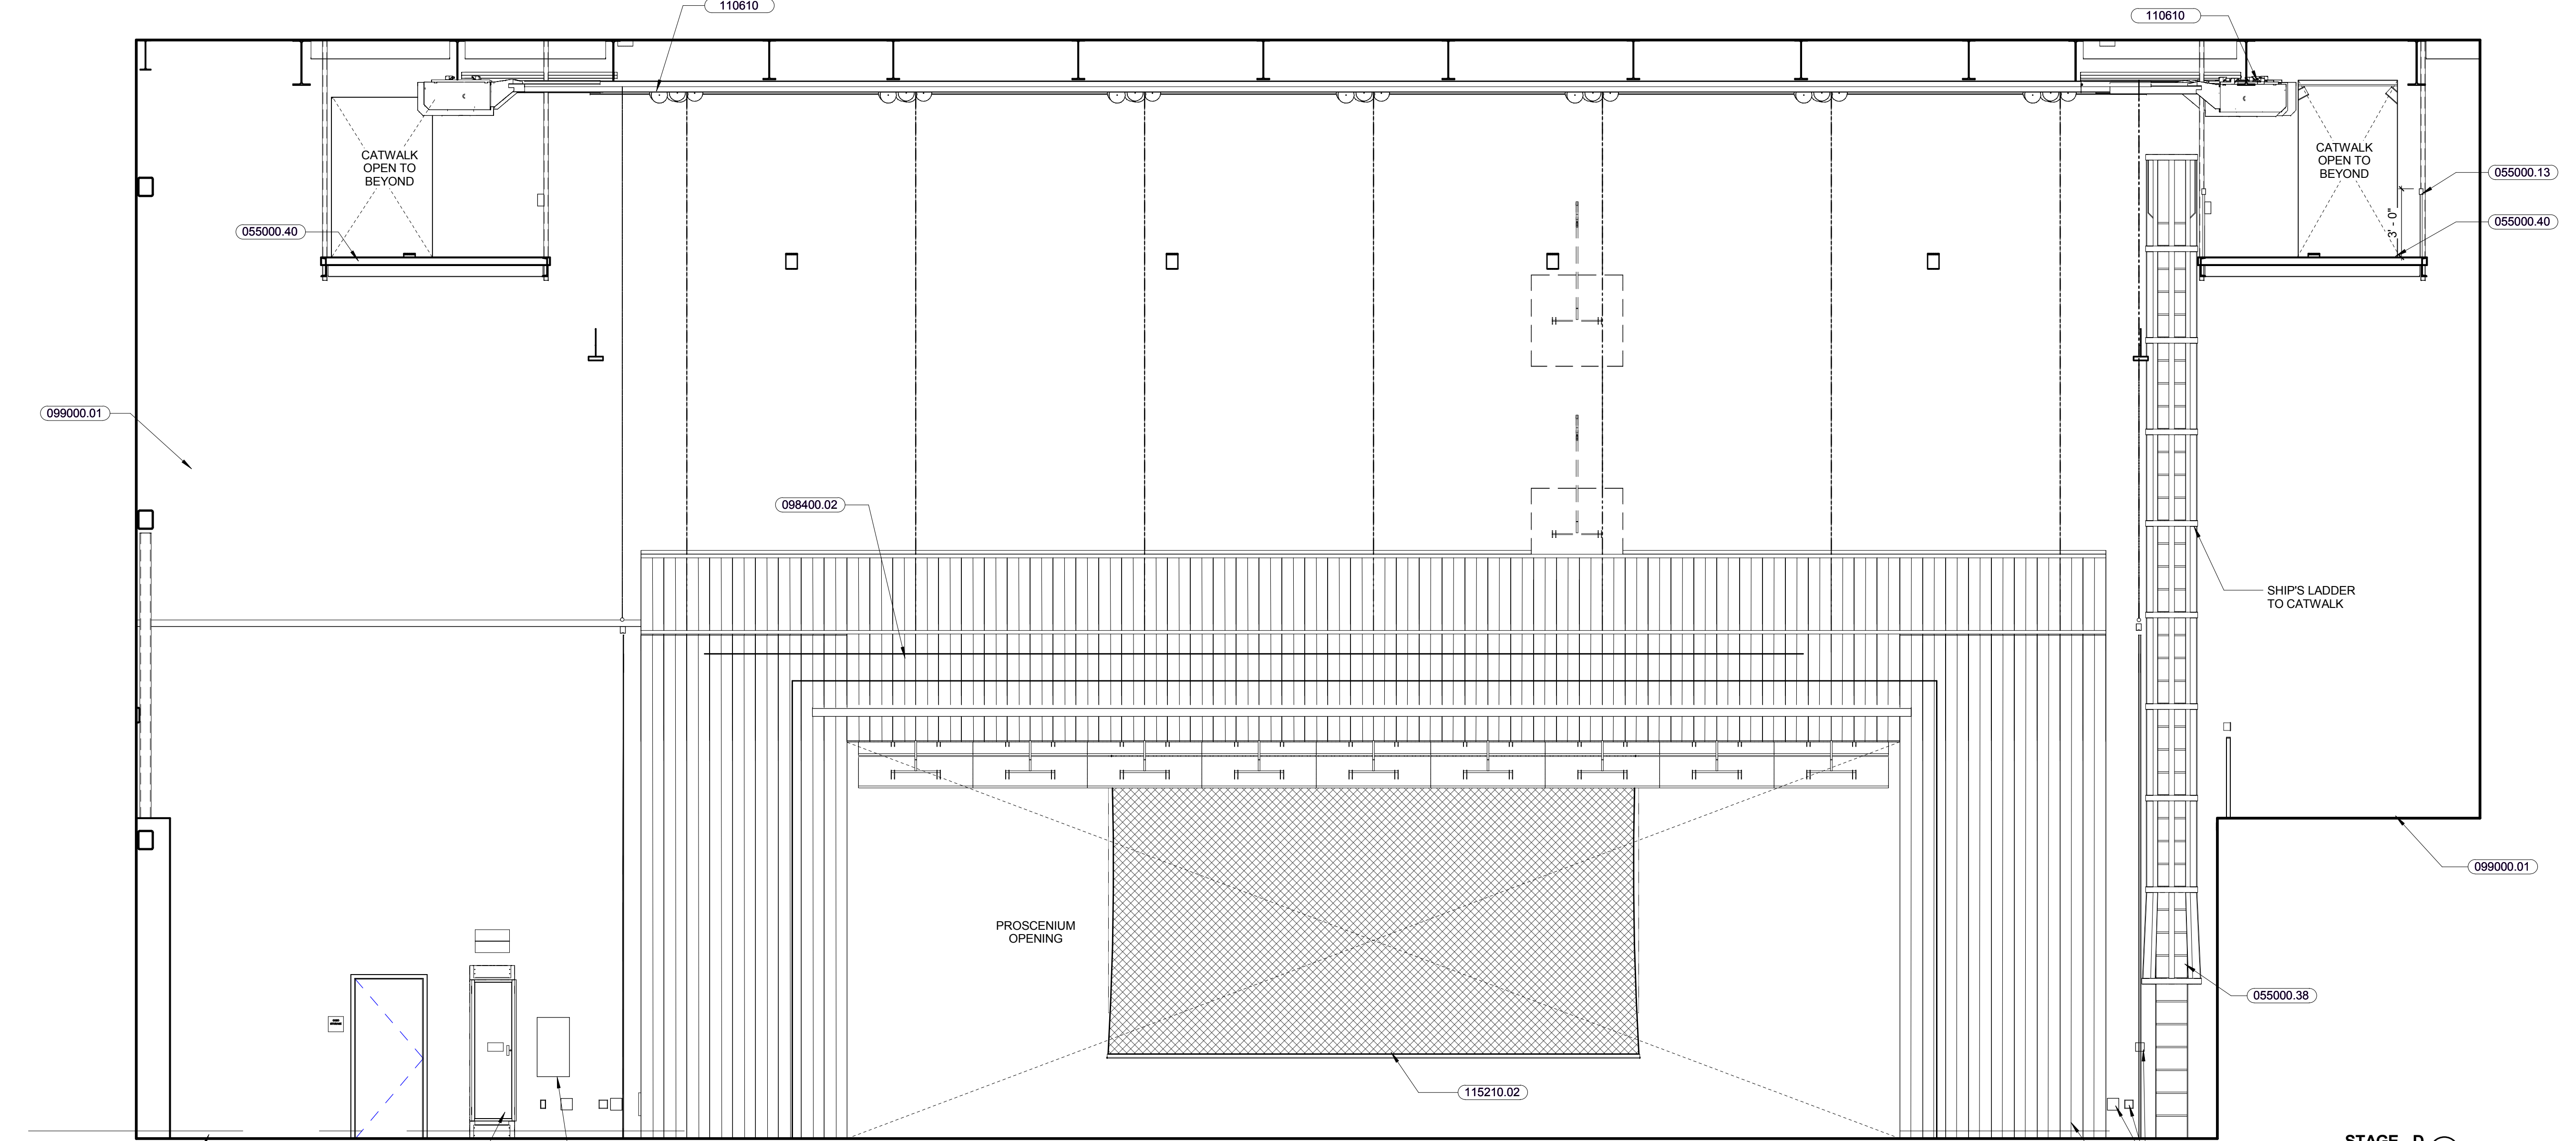 110610
110610
CATWALK
OPEN TO
BEYOND
CATWALK
OPEN TO
BEYOND
055000.13
055000.40
3' - 0"
055000.40
099000.01
098400.02
SHIP'S LADDER
TO CATWALK
099000.01
PROSCENIUM
OPENING
055000.38
115210.02
STAGE - D